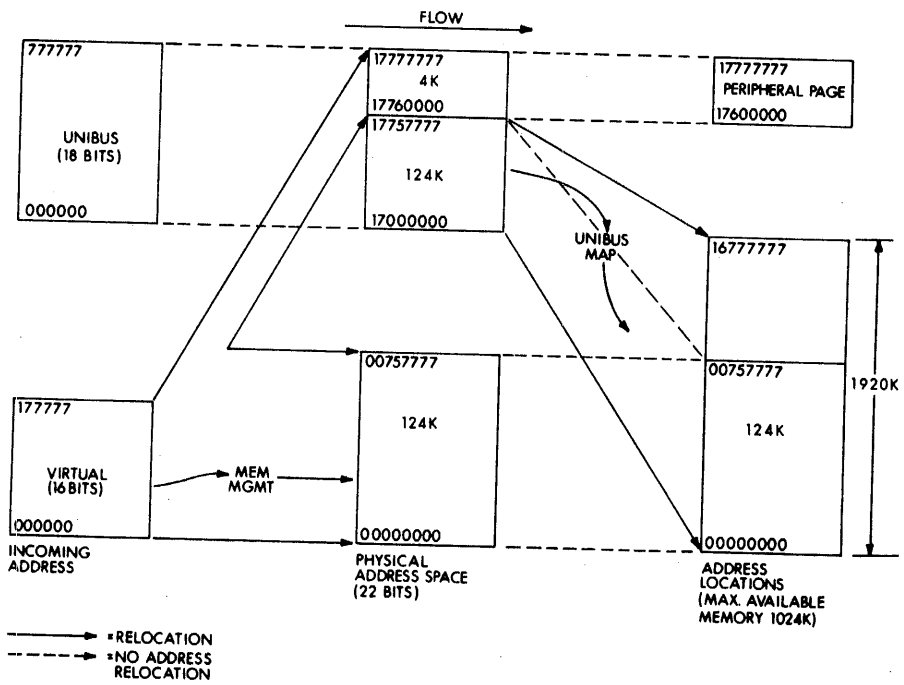 FLOW
777777
UNIBUS
(18 BITS)
000000
17777777
4K
17760000
17757777
124K
17000000
17777777
PERIPHERAL PAGE
17600000
UNIBUS
MAP
16777777
00757777
124K
00000000
1920K
177777
VIRTUAL
(16 BITS)
000000
MEM
MGMT
00757777
124K
00000000
INCOMING
ADDRESS
PHYSICAL
ADDRESS SPACE
(22 BITS)
ADDRESS
LOCATIONS
(MAX. AVAILABLE
MEMORY 1024K)
=RELOCATION
=NO ADDRESS
RELOCATION